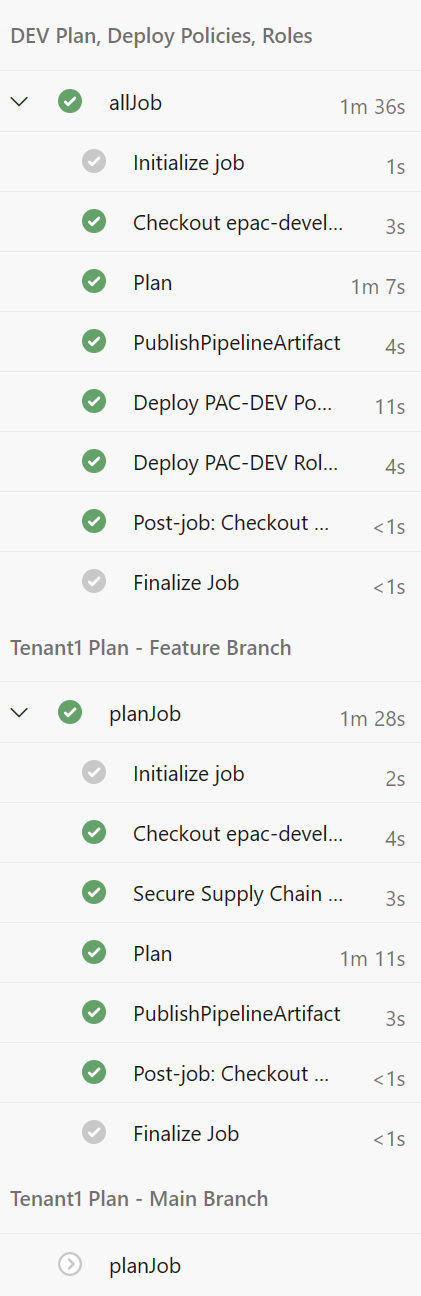 DEV Plan, Deploy Policies, Roles
allJob 1m 36s
Initialize job 1s
Checkout epac-devel... 3s
Plan 1m 7s
PublishPipelineArtifact 4s
Deploy PAC-DEV Po... 11s
Deploy PAC-DEV Rol... 4s
Post-job: Checkout ... <1s
Finalize Job <1s
Tenant1 Plan - Feature Branch
planJob 1m 28s
Initialize job 2s
Checkout epac-devel... 4s
Secure Supply Chain ... 3s
Plan 1m 11s
PublishPipelineArtifact 3s
Post-job: Checkout ... <1s
Finalize Job <1s
Tenant1 Plan - Main Branch
planJob